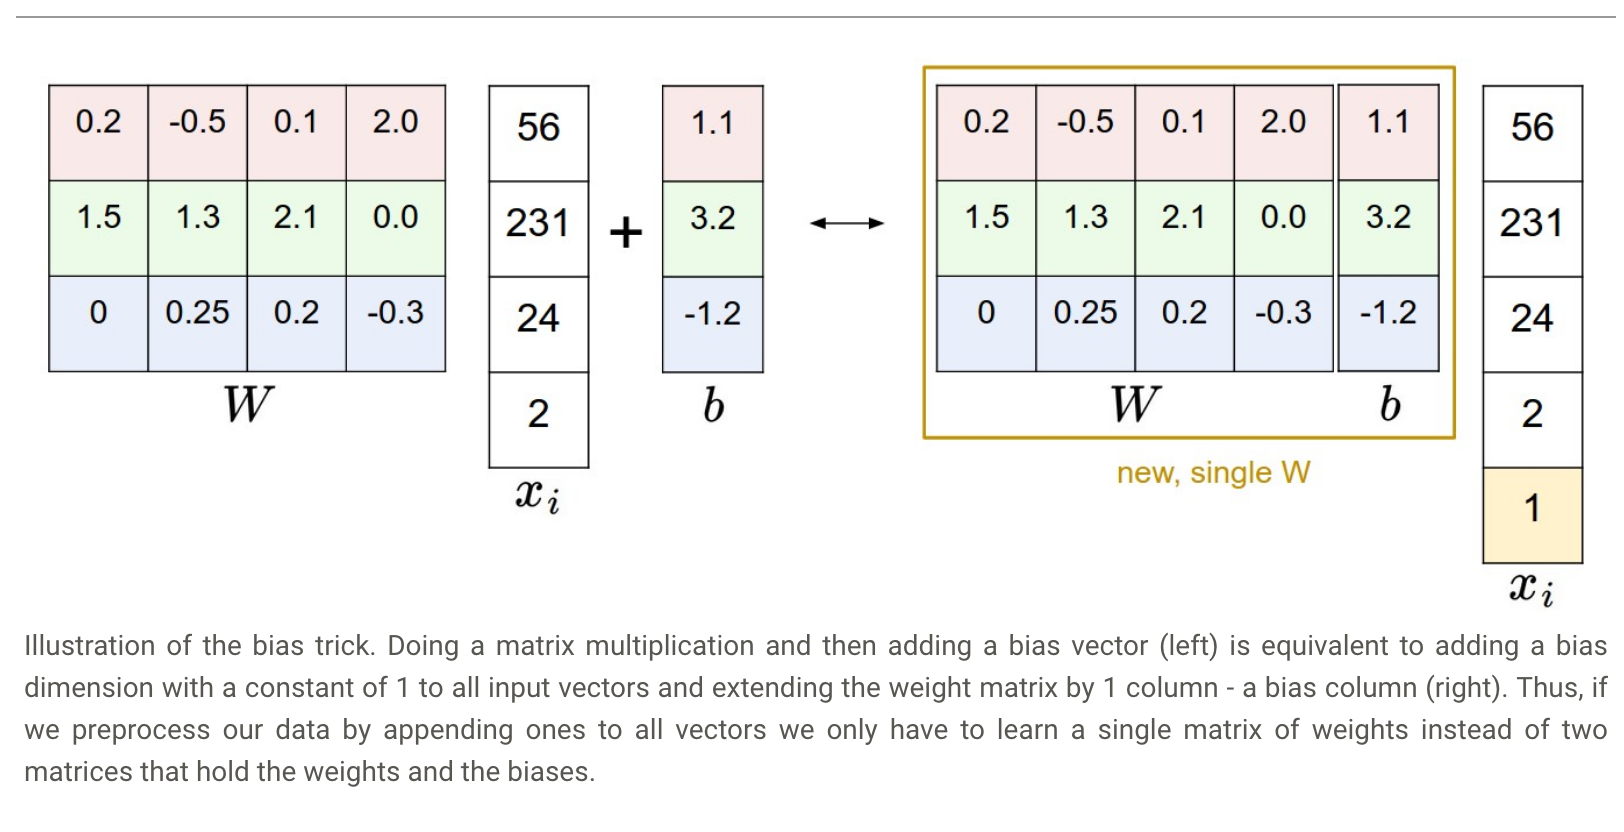 0.2 -0.5 0.1 2.0 56 1.1 0.2 -0.5 0.1 2.0 1.1 56
1.5 1.3 2.1 0.0 231 + 3.2 1.5 1.3 2.1 0.0 3.2 231
0 0.25 0.2 -0.3 24 -1.2 0 0.25 0.2 -0.3 -1.2 24
W 2 b W b 2
new, single W
xi 1
xi
Illustration of the bias trick. Doing a matrix multiplication and then adding a bias vector (left) is equivalent to adding a bias
dimension with a constant of 1 to all input vectors and extending the weight matrix by 1 column - a bias column (right). Thus, if
we preprocess our data by appending ones to all vectors we only have to learn a single matrix of weights instead of two
matrices that hold the weights and the biases.